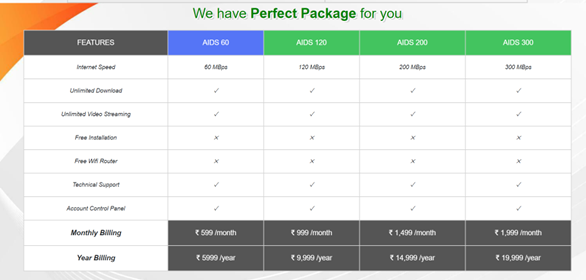 We have Perfect Package for you
FEATURES AIDS 60 AIDS 120 AIDS 200 AIDS 300
Internet Speed 60 MBps 120 MBps 200 MBps 300 MBps
Unlimited Download ✓ ✓ ✓ ✓
Unlimited Video Streaming ✓ ✓ ✓ ✓
Free Installation × × × ×
Free Wifi Router × × × ×
Technical Support ✓ ✓ ✓ ✓
Account Control Panel ✓ ✓ ✓ ✓
Monthly Billing ₹ 599 /month ₹ 999 /month ₹ 1,499 /month ₹ 1,999 /month
Year Billing ₹ 5999 /year ₹ 9,999 /year ₹ 14,999 /year ₹ 19,999 /year